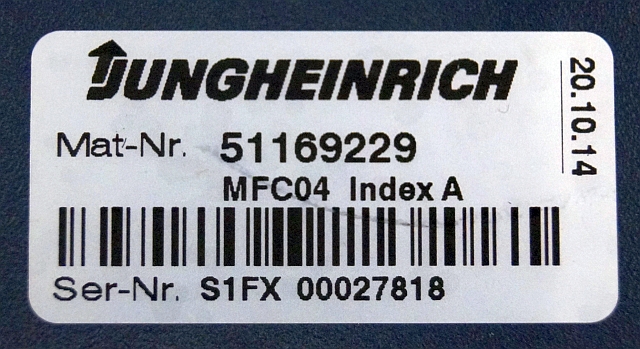 JUNGHEINRICH
20.10.14
Mat-Nr. 51169229
MFC04 Index A
Ser-Nr. S1FX 00027818